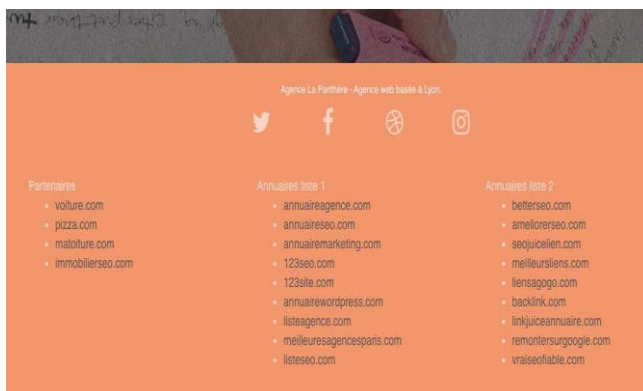 Agence La Panthère - Agence web basée à Lyon.
Partenaires
voiture.com
pizza.com
matoiture.com
immobilierseo.com
Annuaires liste 1
annuaireagence.com
annuaireseo.com
annuairemarketing.com
123seo.com
123site.com
annuairewordpress.com
listeagence.com
meilleuresagencesparis.com
listeseo.com
Annuaires liste 2
betterseo.com
ameliorerseo.com
seojuicelien.com
meilleursliens.com
liensagogo.com
backlink.com
linkjuiceannuaire.com
remontersurgoogle.com
vraiseofiable.com